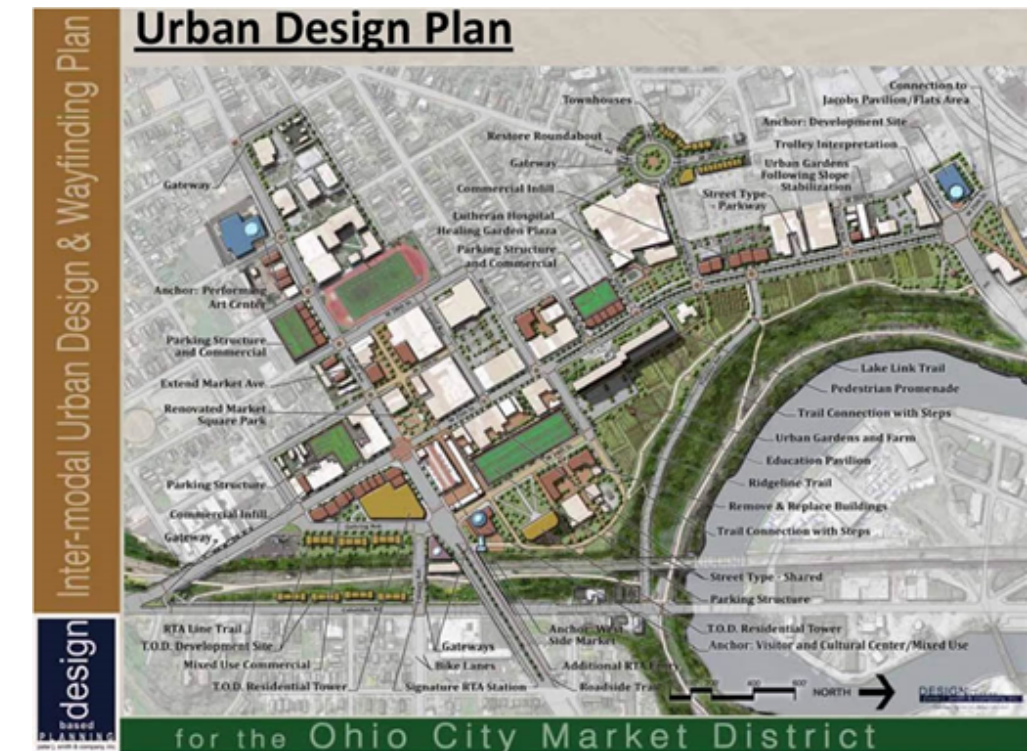 Urban Design Plan
Inter-modal Urban Design & Wayfinding Plan
Connection to
Jacobs Pavilion/Flats Area
Townhouses
Anchor: Development Site
Restore Roundabout
Trolley Interpretation
Gateway
Urban Gardens
Following Slope
Stabilization
Gateway
Commercial Infill
Street Type
- Parkway
Lutheran Hospital
Healing Garden Plaza
Parking Structure
and Commercial
Anchor: Performing
Art Center
Parking Structure
and Commercial
Lake Link Trail
Extend Market Ave.
Pedestrian Promenade
Renovated Market
Square Park
Trail Connection with Steps
Urban Gardens and Farm
Education Pavilion
Parking Structure
Ridgeline Trail
Commercial Infill
Remove & Replace Buildings
Gateway
Trail Connection with Steps
Street Type - Shared
Parking Structure
RTA Line Trail
Anchor: West
Side Market
T.O.D. Residential Tower
T.O.D. Development Site
Gateways
Anchor: Visitor and Cultural Center/Mixed Use
Mixed Use Commercial
Bike Lanes
Additional RTA Entry
T.O.D. Residential Tower
Signature RTA Station
Roadside
400
NORTH
DESIGN
design
based
PLANNING
for the Ohio City Market District